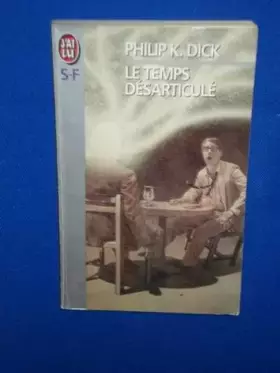 J'AI
LU
S-F
PHILIP K. DICK
LE TEMPS
DÉSARTICULÉ